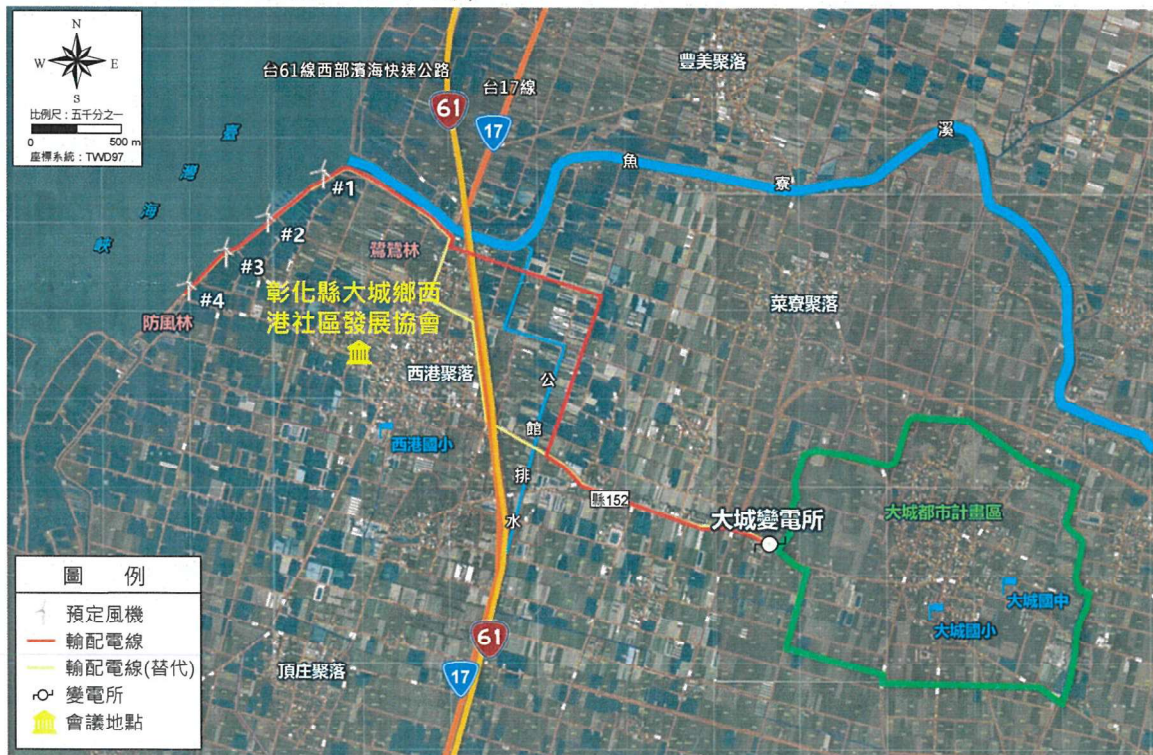 N
W
E
S
比例尺：五千分之一
0
500 m
座標系統：TWD97
台61線西部濱海快速公路
台17線
61
17
豐美聚落
溪
魚
寮
臺
灣
海
峽
#1
#2
#3
#4
鷺鷥林
防風林
彰化縣大城鄉西
港社區發展協會
西港聚落
西港國小
菜寮聚落
公
館
排
水
縣152
大城變電所
大城都市計畫區
大城國中
大城國小
頂庄聚落
61
17
圖 例
預定風機
輸配電線
輸配電線(替代)
變電所
會議地點